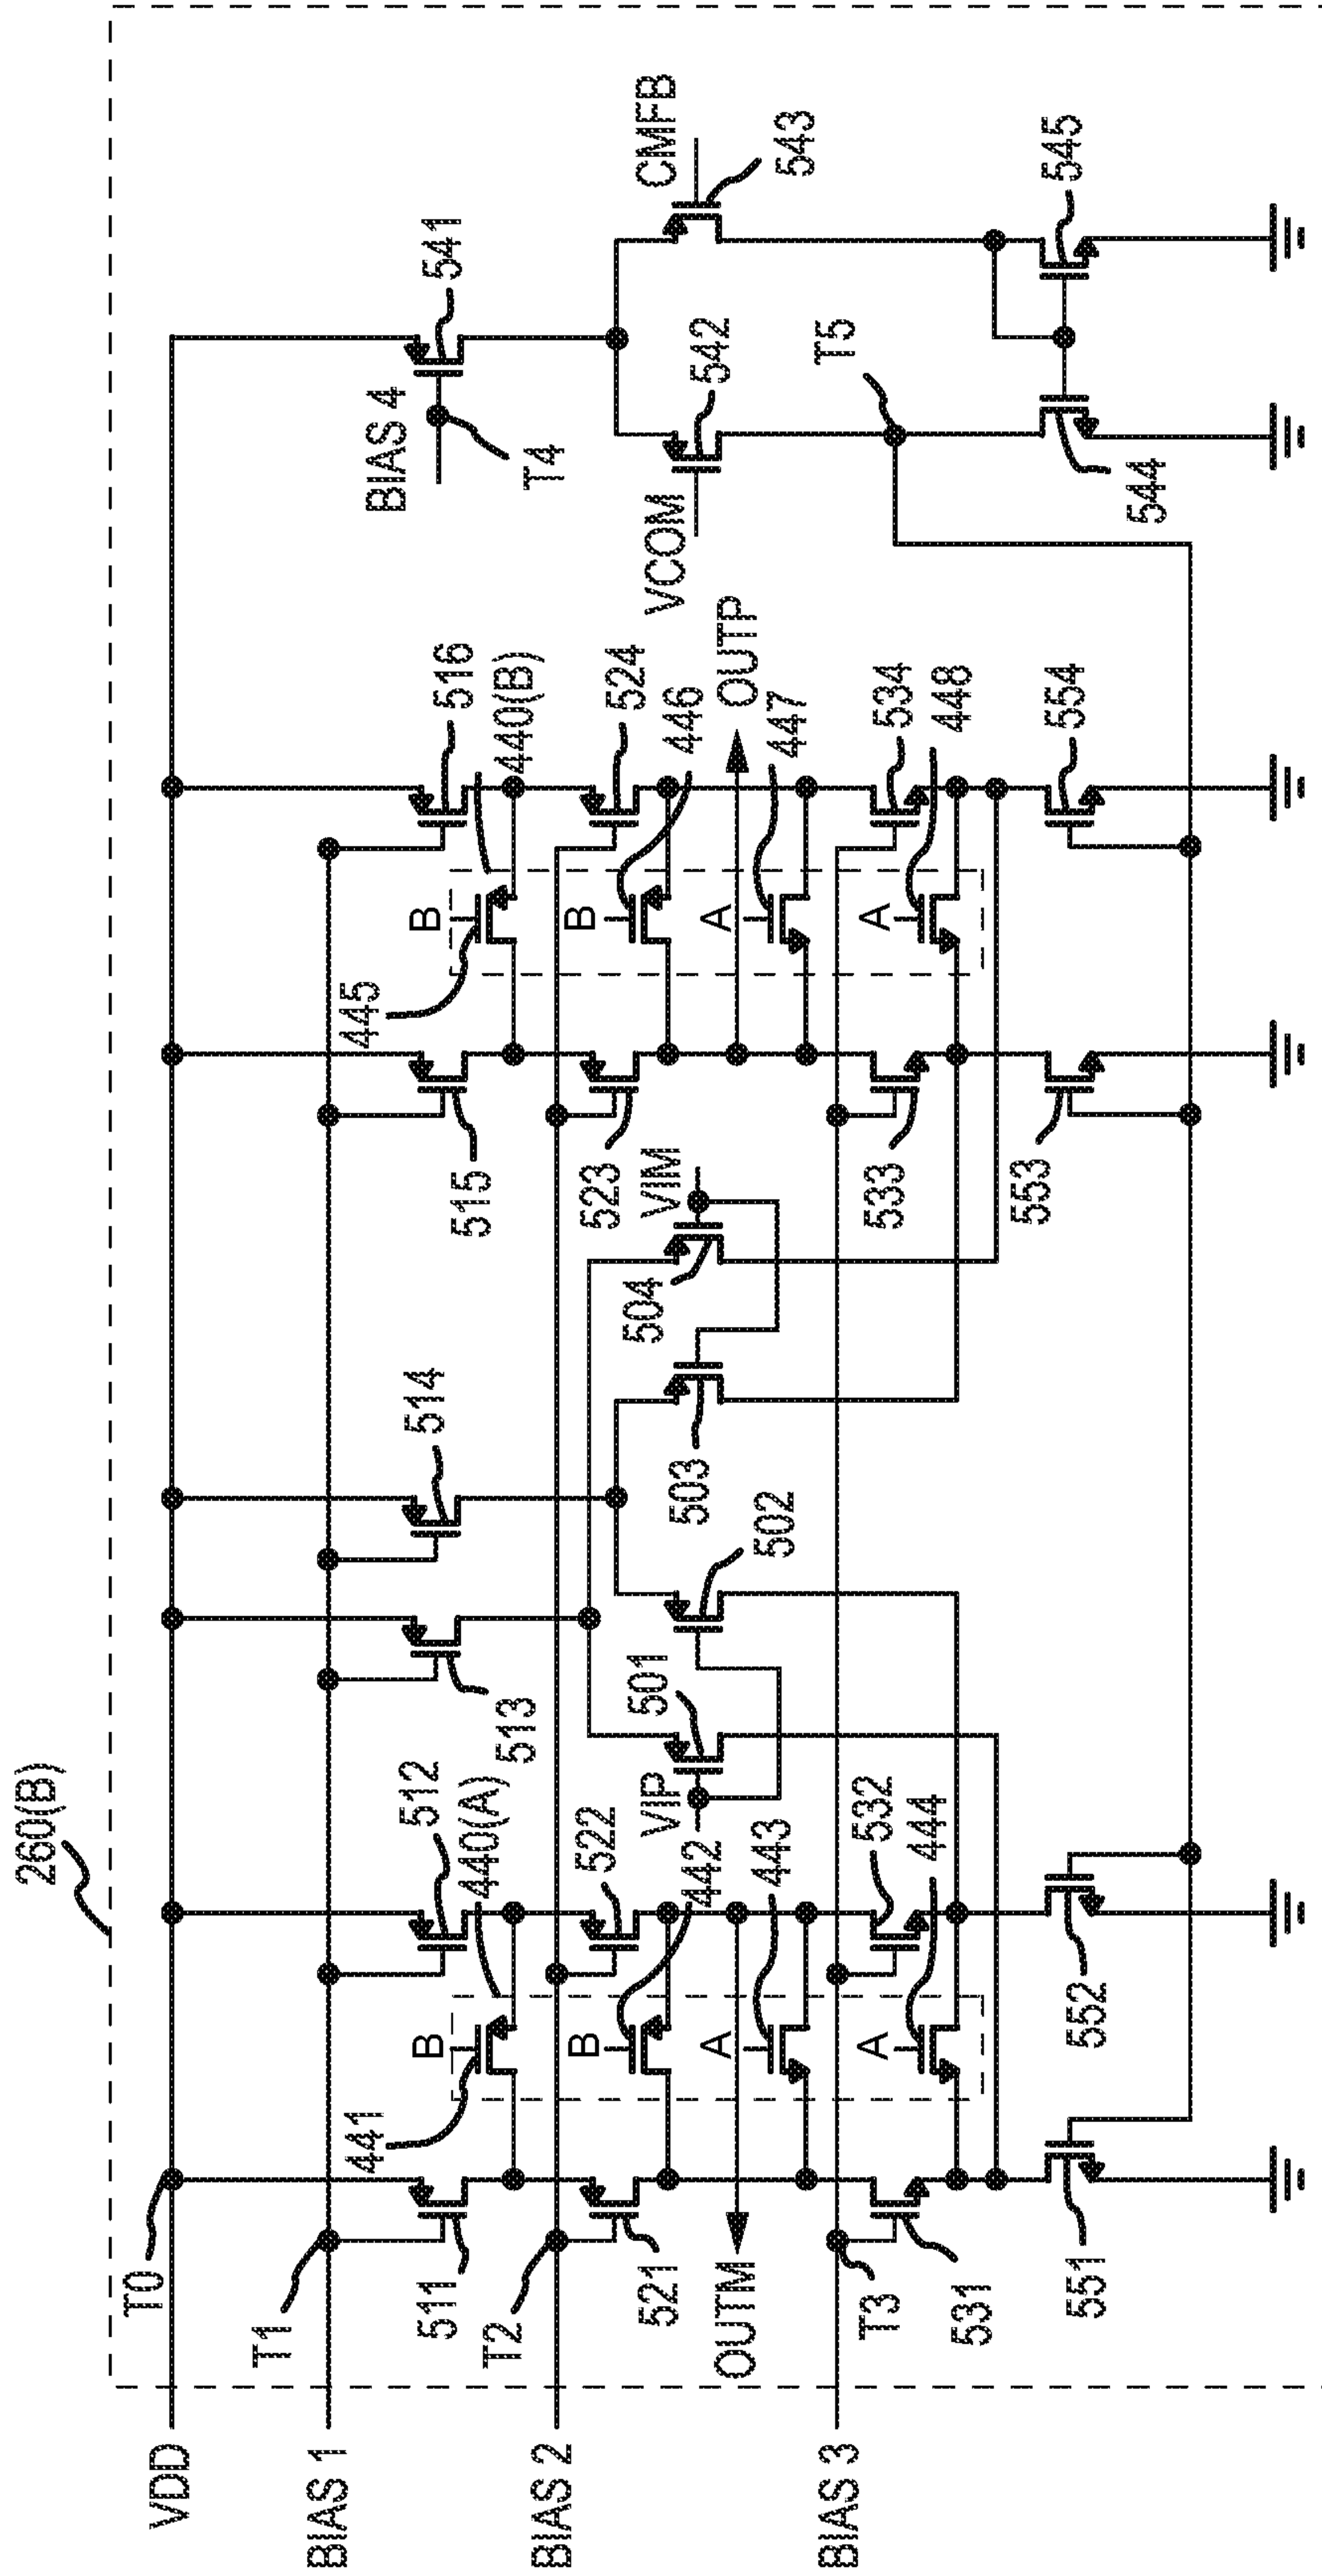 260(B)
VDD
T0
BIAS 1
T1
511
512
513
514
515
516
541
BIAS 4
T4
441
B
440(A)
445
B
440(B)
BIAS 2
T2
521
522
523
524
442
B
446
B
VIP
501
502
503
504
VIM
VCOM
542
543
CMFB
OUTM
OUTP
443
A
447
A
T5
BIAS 3
T3
531
532
533
534
444
A
448
A
551
552
553
554
544
545